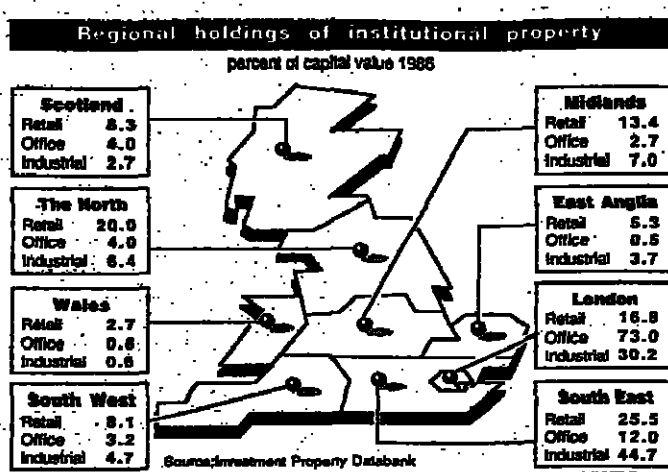 Regional holdings of institutional property
percent of capital value 1986
Scotland
Retail 8.3
Office 4.0
Industrial 2.7
The North
Retail 20.0
Office 4.0
Industrial 6.4
Wales
Retail 2.7
Office 0.6
Industrial 0.6
South West
Retail 8.1
Office 3.2
Industrial 4.7
Midlands
Retail 13.4
Office 2.7
Industrial 7.0
East Anglia
Retail 5.3
Office 0.5
Industrial 3.7
London
Retail 16.8
Office 73.0
Industrial 30.2
South East
Retail 25.5
Office 12.0
Industrial 44.7
Source;Investment Property Databank